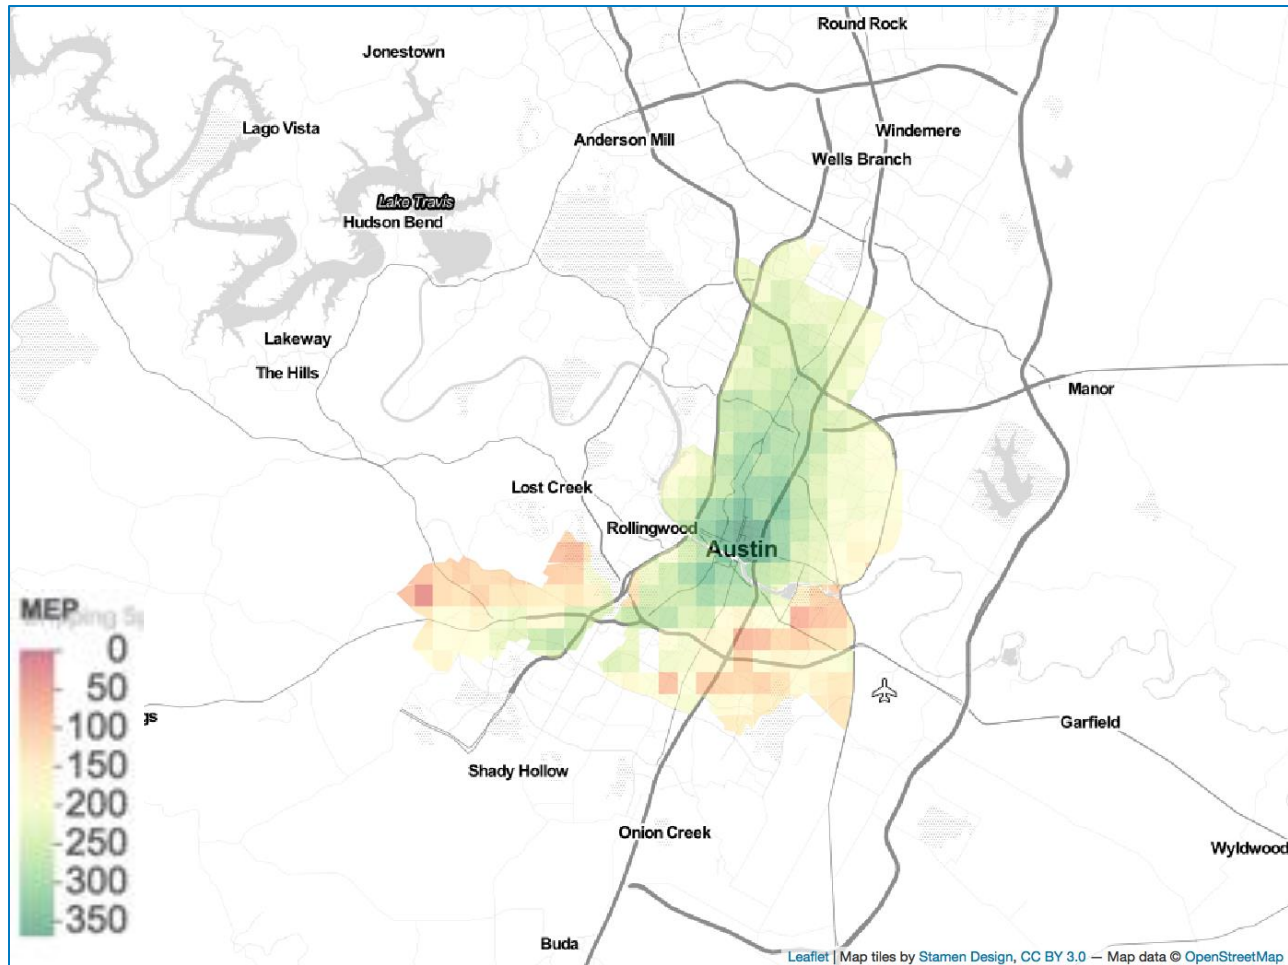 Round Rock
Jonestown
Lago Vista
Windemere
Anderson Mill
Wells Branch
Lake Travis
Hudson Bend
Lakeway
The Hills
Manor
Lost Creek
Rollingwood
Austin
MEP
0
50
100
150
200
250
300
350
gs
Garfield
Shady Hollow
Onion Creek
Wyldwood
Buda
Leaflet | Map tiles by Stamen Design, CC BY 3.0 — Map data © OpenStreetMap